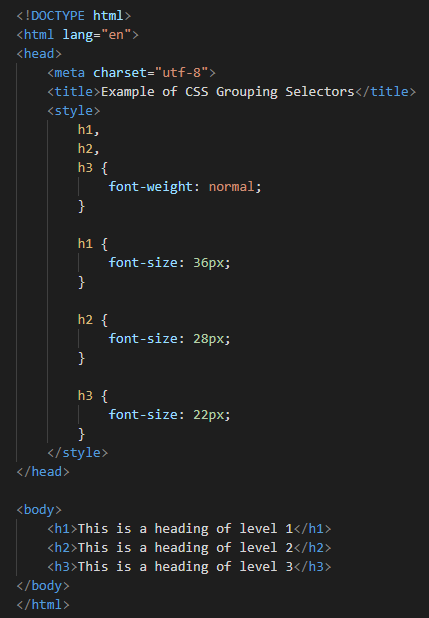 <!DOCTYPE html>
<html lang="en">
<head>
    <meta charset="utf-8">
    <title>Example of CSS Grouping Selectors</title>
    <style>
        h1,
        h2,
        h3 {
            font-weight: normal;
        }

        h1 {
            font-size: 36px;
        }

        h2 {
            font-size: 28px;
        }

        h3 {
            font-size: 22px;
        }
    </style>
</head>

<body>
    <h1>This is a heading of level 1</h1>
    <h2>This is a heading of level 2</h2>
    <h3>This is a heading of level 3</h3>
</body>
</html>